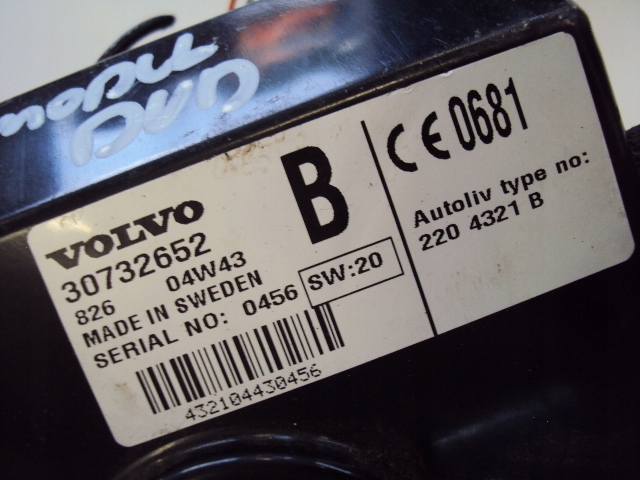 VOLVO
30732652
826 04W43
MADE IN SWEDEN
SERIAL NO: 0456
SW:20
B
432104430456
CE 0681
Autoliv type no:
220 4321 B